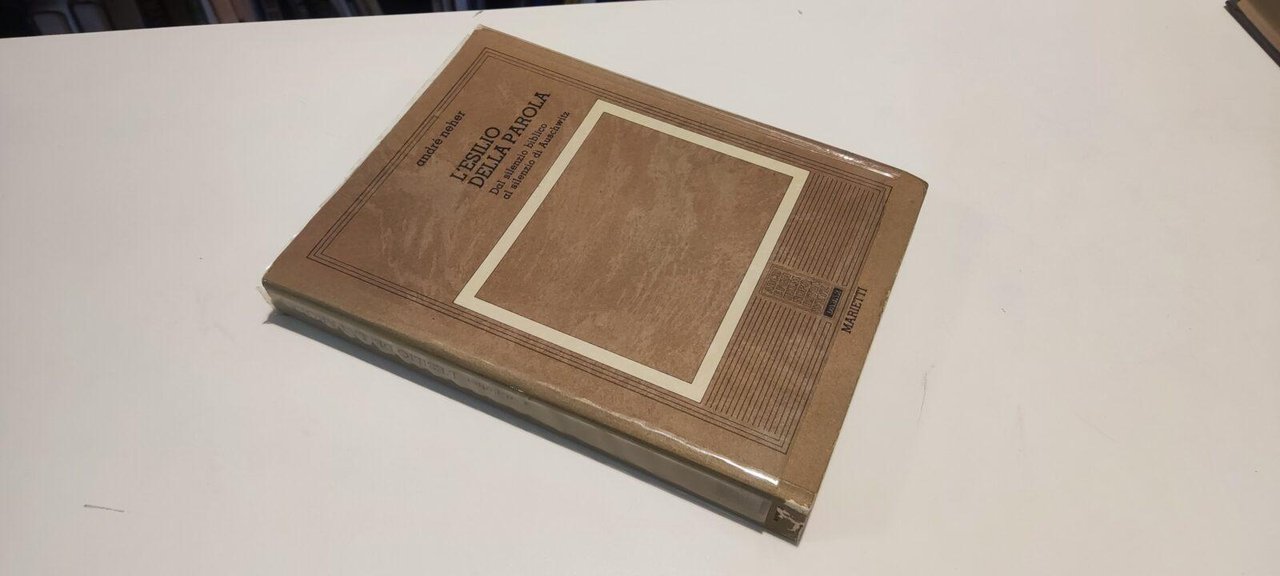 andré neher
L'ESILIO
DELLA PAROLA
Dal silenzio biblico
al silenzio di Auschwitz
MARIETTI